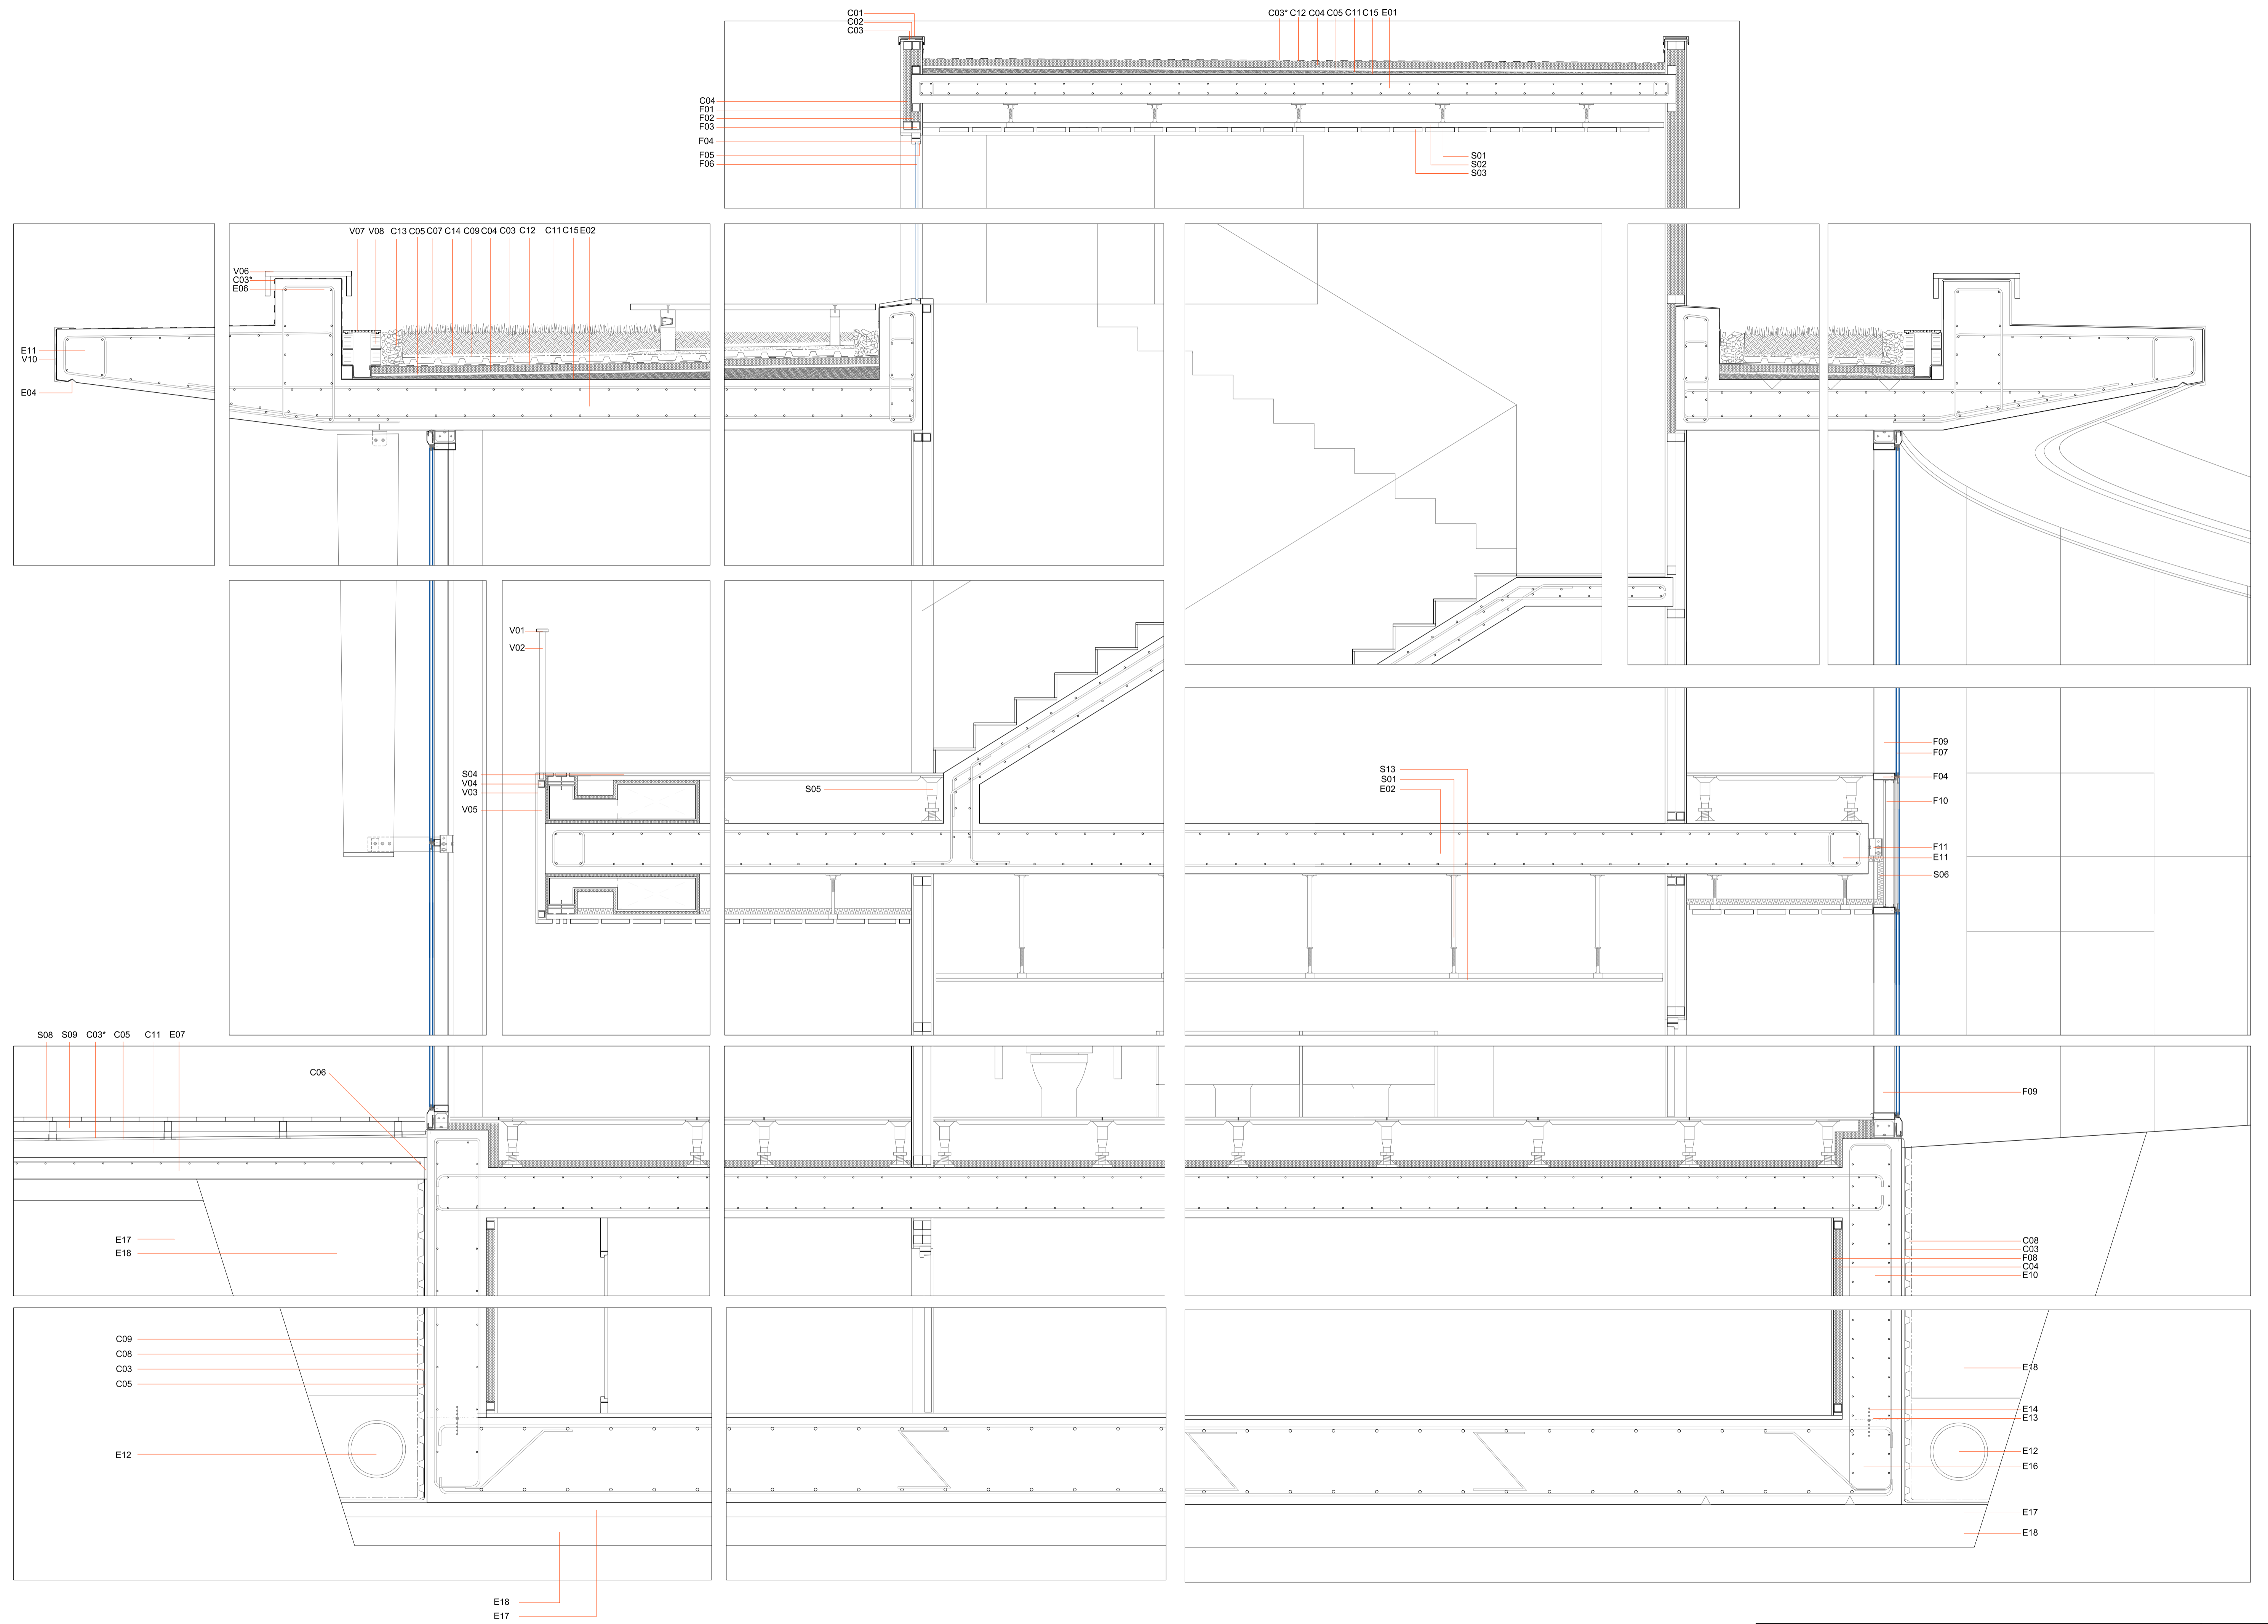 C01
C02
C03
C03* C12 C04 C05 C11 C15 E01
C04
F01
F02
F03
F04
F05
F06
S01
S02
S03
V07 V08 C13 C05 C07 C14 C09 C04 C03 C12 C11 C15 E02
V06
C03*
E06
E11
V10
E04
V01
V02
S04
V04
V03
V05
S05
S13
S01
E02
F09
F07
F04
F10
F11
E11
S06
S08 S09 C03* C05 C11 E07
C06
F09
E17
E18
C08
C03
F08
C04
E10
C09
C08
C03
C05
E12
E18
E14
E13
E12
E16
E17
E18
E18
E17